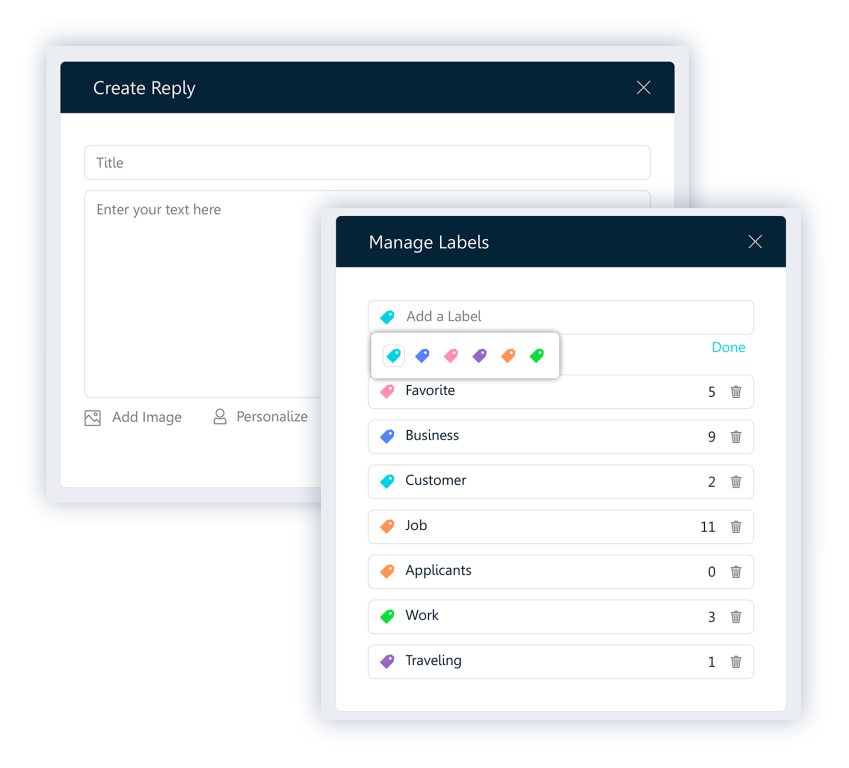 Create Reply
Title
Enter your text here
Add Image Personalize
Manage Labels
Add a Label
Done
Favorite 5
Business 9
Customer 2
Job 11
Applicants 0
Work 3
Traveling 1